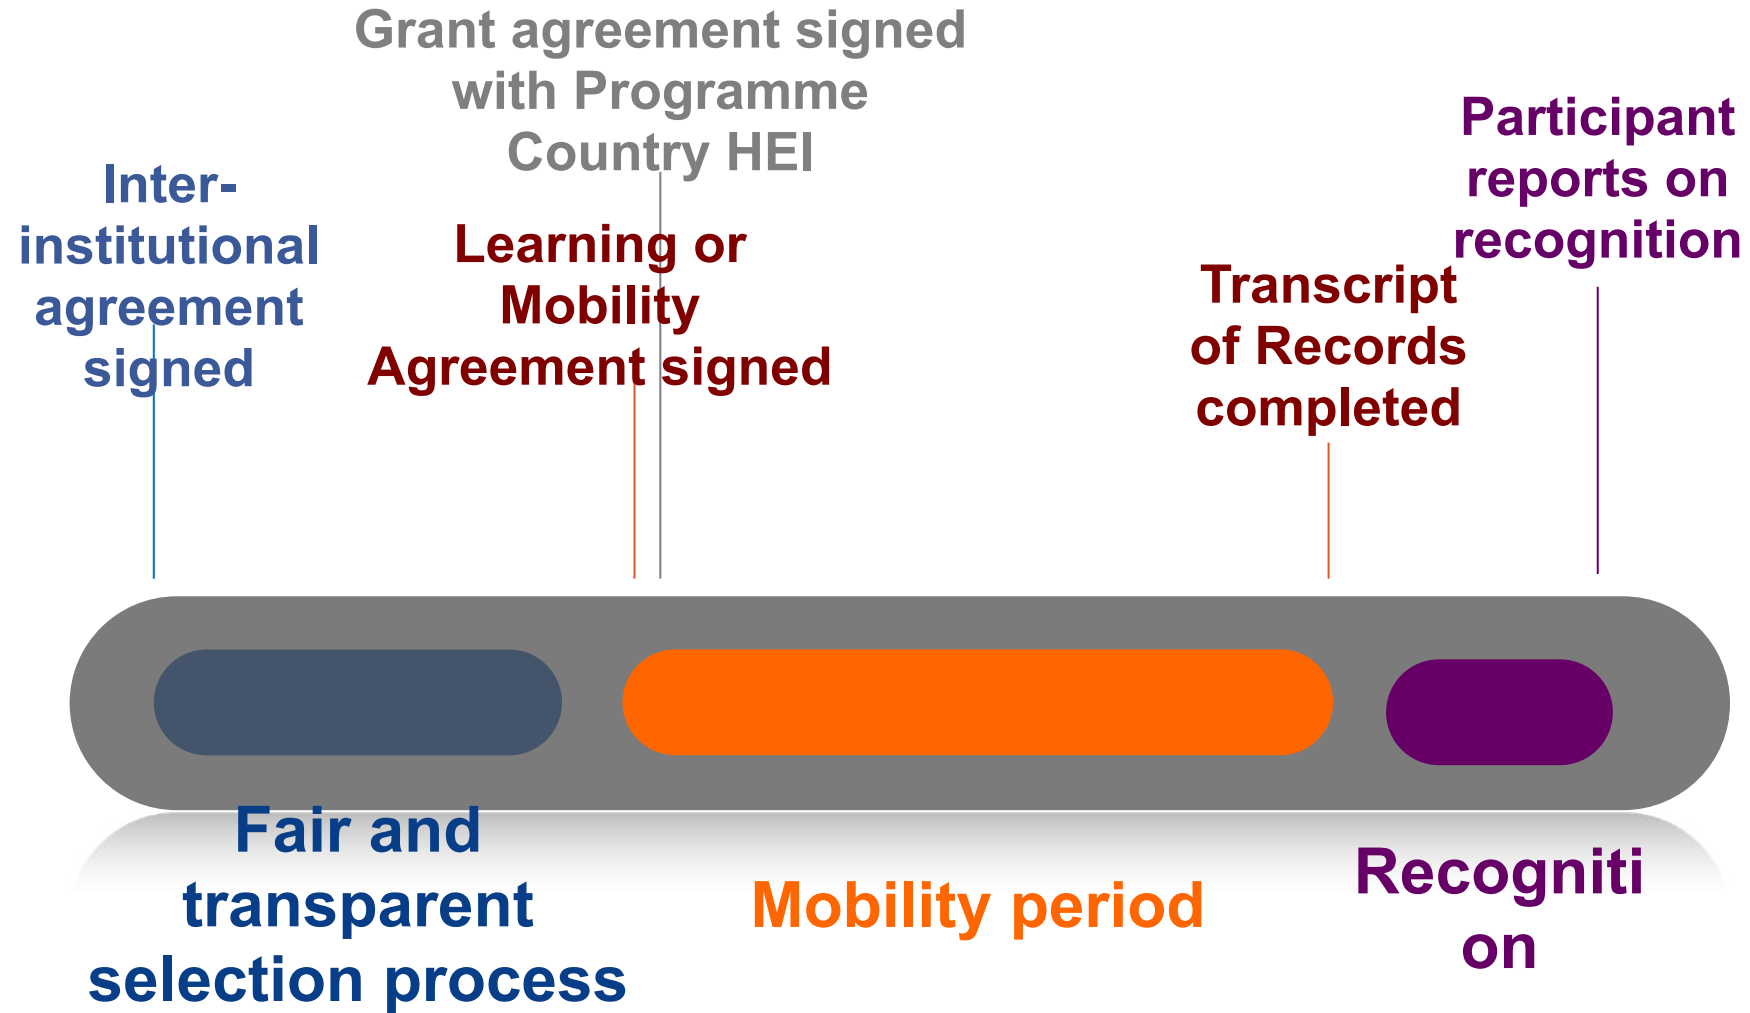 Grant agreement signed
with Programme
Country HEI
Inter-
institutional
agreement
signed
Learning or
Mobility
Agreement signed
Transcript
of Records
completed
Participant
reports on
recognition
Fair and
transparent
selection process
Mobility period
Recogniti
on